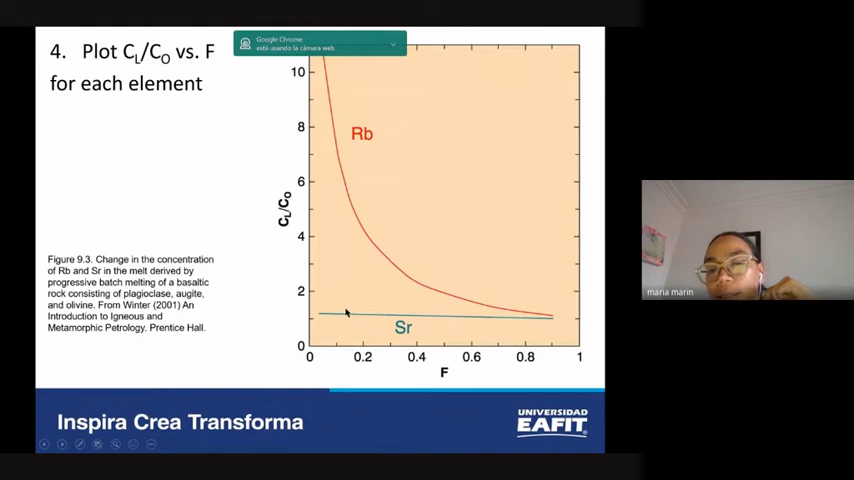 4. Plot CL/CO vs. F
for each element
Google Chrome
está usando la cámara web
10
8
6
4
2
0
CL/CO
Rb
Sr
0
0.2
0.4
0.6
0.8
1
F
Figure 9.3. Change in the concentration
of Rb and Sr in the melt derived by
progressive batch melting of a basaltic
rock consisting of plagioclase, augite,
and olivine. From Winter (2001) An
Introduction to Igneous and
Metamorphic Petrology. Prentice Hall.
Inspira Crea Transforma
UNIVERSIDAD
EAFIT
maria marin